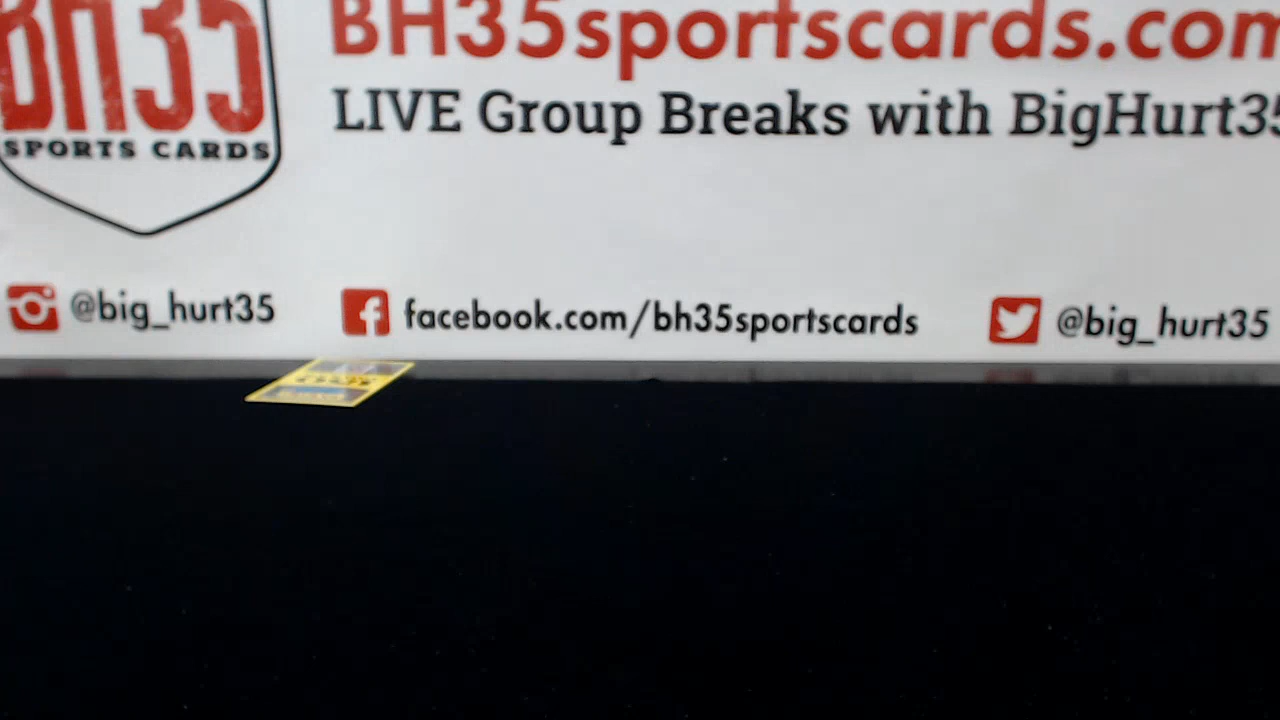 BH35
SPORTS CARDS
BH35sportscards.com
LIVE Group Breaks with BigHurt35
@big_hurt35
facebook.com/bh35sportscards
@big_hurt35